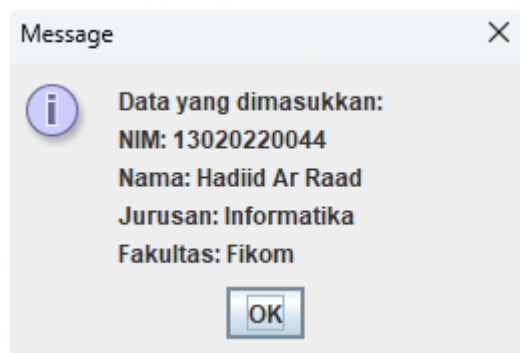 Message
Data yang dimasukkan:
NIM: 13020220044
Nama: Hadiid Ar Raad
Jurusan: Informatika
Fakultas: Fikom
OK